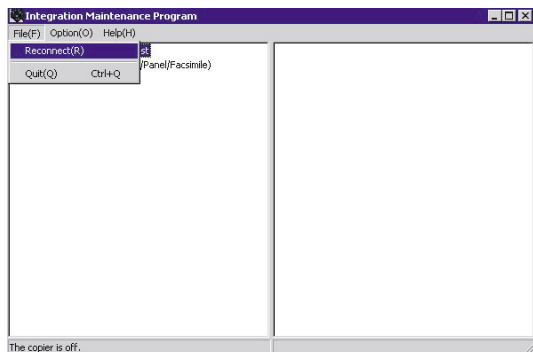 Integration Maintenance Program
File(F) Option(O) Help(H)
Reconnect(R)
st
/Panel/Facsimile)
Quit(Q) Ctrl+Q
The copier is off.